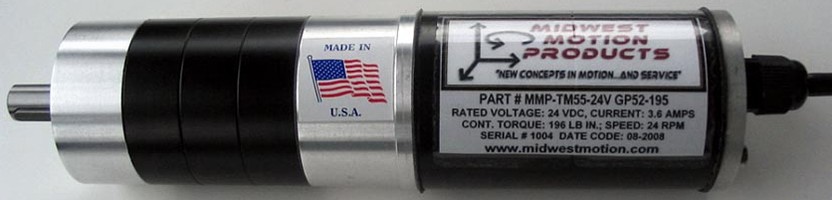 MADE IN
U.S.A.
MIDWEST
MOTION
PRODUCTS
"NEW CONCEPTS IN MOTION...AND SERVICE"
PART # MMP-TM55-24V GP52-195
RATED VOLTAGE: 24 VDC, CURRENT: 3.6 AMPS
CONT. TORQUE: 196 LB IN.; SPEED: 24 RPM
SERIAL # 1004 DATE CODE: 08-2008
www.midwestmotion.com